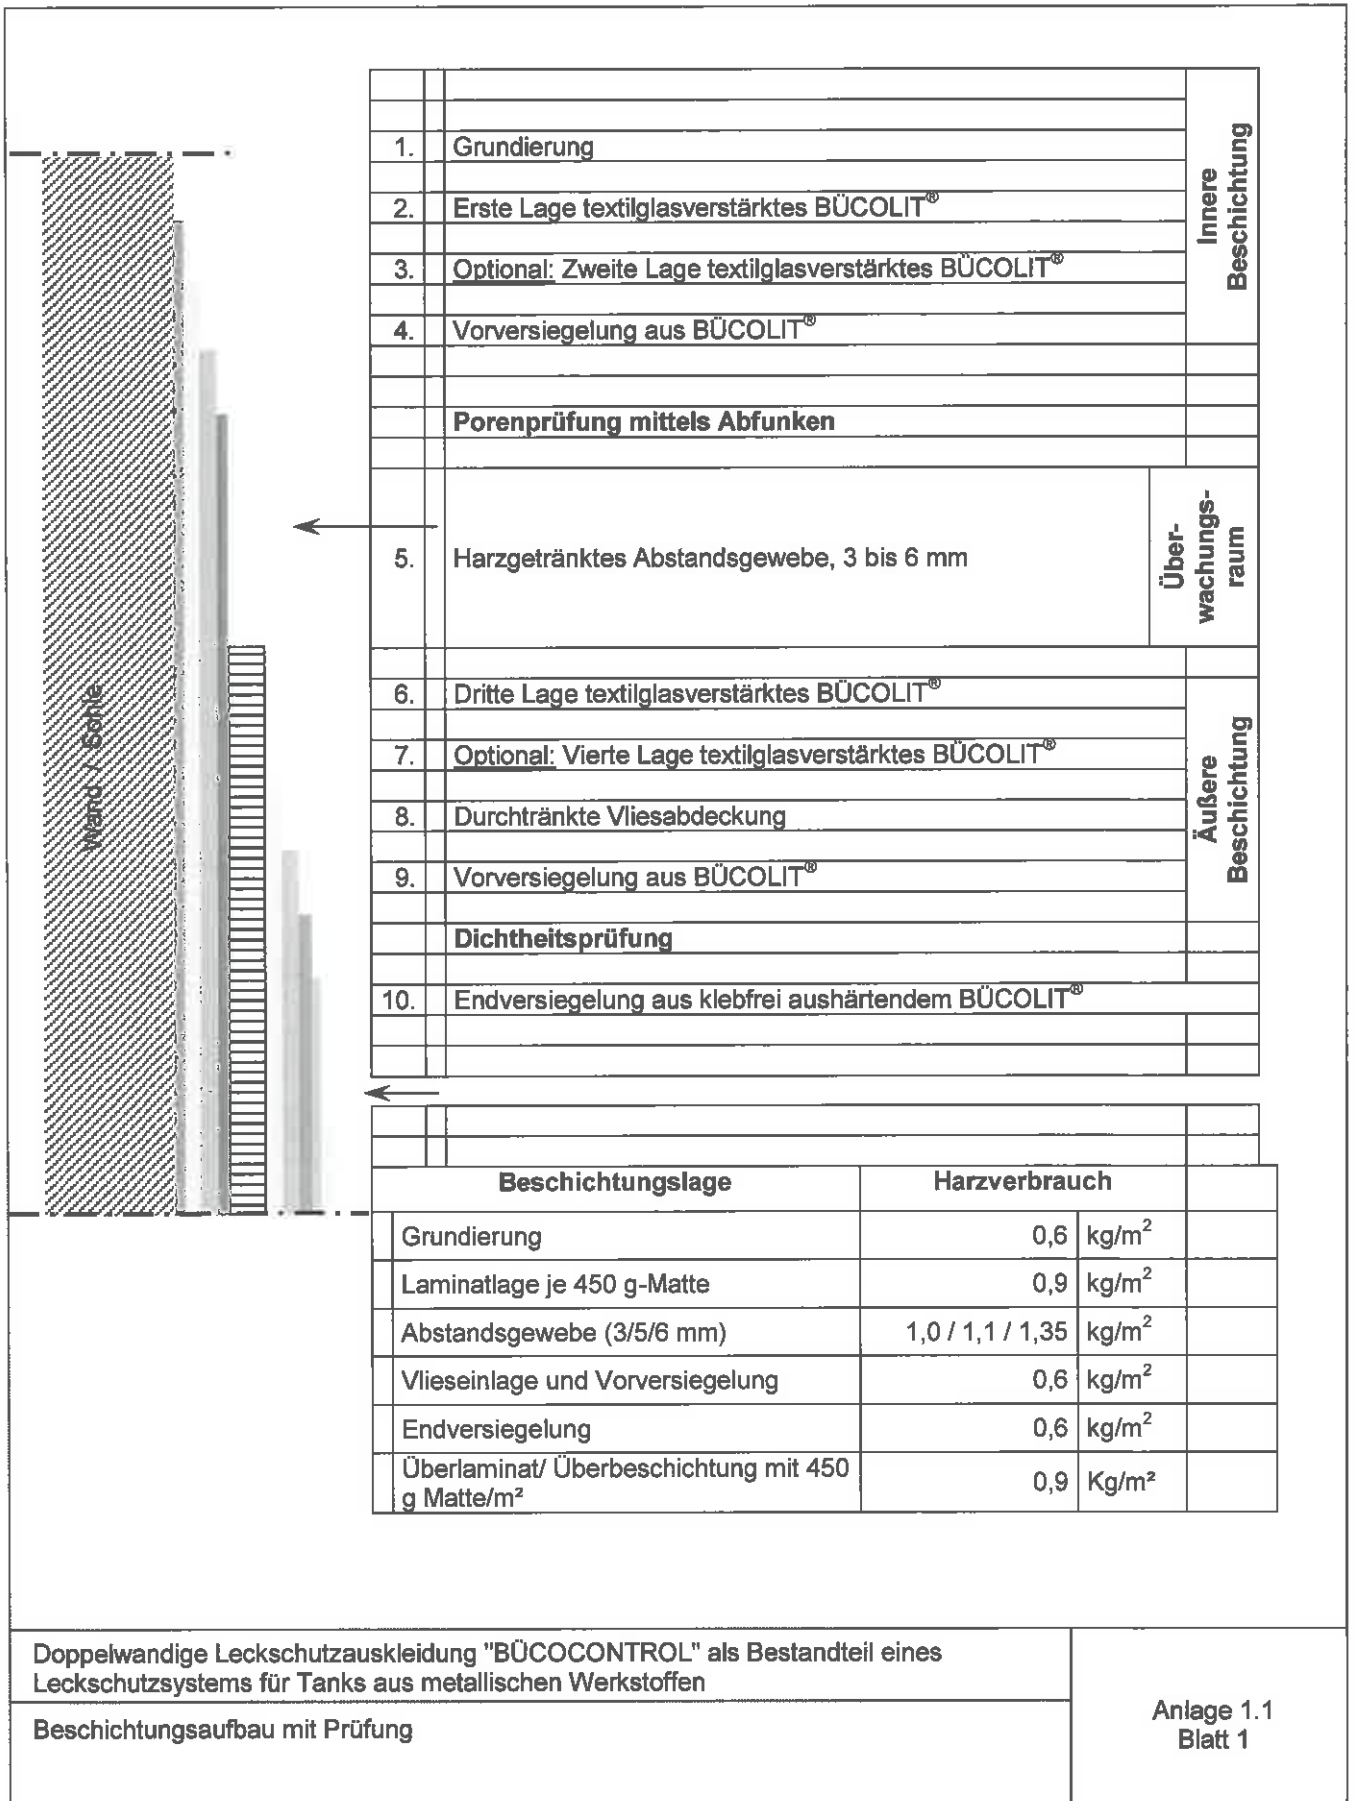 1. Grundierung
2. Erste Lage textilglasverstärktes BÜCOLIT®
3. Optional: Zweite Lage textilglasverstärktes BÜCOLIT®
4. Vorversiegelung aus BÜCOLIT®
Innere
Beschichtung
Porenprüfung mittels Abfunken
5. Harzgetränktes Abstandsgewebe, 3 bis 6 mm
Über-
wachungs-
raum
Wand / Sohle
6. Dritte Lage textilglasverstärktes BÜCOLIT®
7. Optional: Vierte Lage textilglasverstärktes BÜCOLIT®
8. Durchtränkte Vliesabdeckung
9. Vorversiegelung aus BÜCOLIT®
Äußere
Beschichtung
Dichtheitsprüfung
10. Endversiegelung aus klebfrei aushärtendem BÜCOLIT®
Beschichtungslage Harzverbrauch
Grundierung 0,6 kg/m²
Laminatlage je 450 g-Matte 0,9 kg/m²
Abstandsgewebe (3/5/6 mm) 1,0 / 1,1 / 1,35 kg/m²
Vlieseinlage und Vorversiegelung 0,6 kg/m²
Endversiegelung 0,6 kg/m²
Überlaminat/ Überbeschichtung mit 450
g Matte/m² 0,9 Kg/m²
Doppelwandige Leckschutzauskleidung "BÜCOCONTROL" als Bestandteil eines
Leckschutzsystems für Tanks aus metallischen Werkstoffen
Beschichtungsaufbau mit Prüfung
Anlage 1.1
Blatt 1